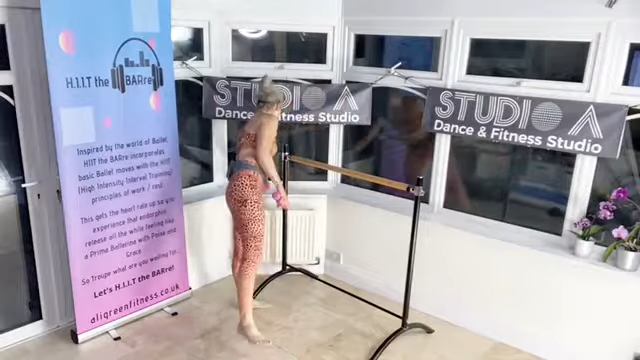 H.I.I.T the BARre
Inspired by the world of Ballet,
H.I.I.T the BARre incorporates
basic Ballet moves with the HIIT
(High Intensity Interval Training)
principles of work / rest.
This gets the heart rate up so you
can experience that endorphin
release all the while feeling like
a Prima Ballerina with Poise and
Grace
So Troupe what are you waiting for,
Let's H.I.I.T the BARre!
aligreenfitness.co.uk
STUDIO A
Dance & Fitness Studio
STUDIO A
Dance & Fitness Studio